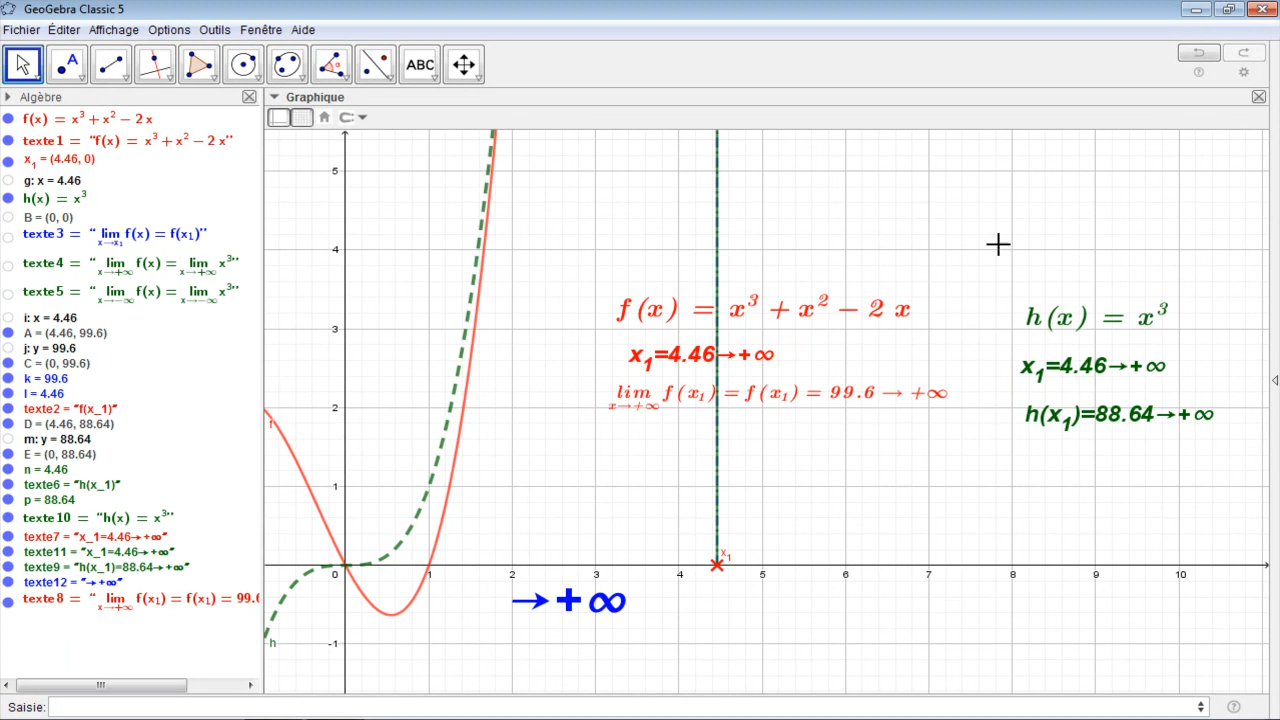 GeoGebra Classic 5
Fichier Éditer Affichage Options Outils Fenêtre Aide
ABC
Algèbre
Graphique
f(x) = x³ + x² − 2 x
texte1 = “f(x) = x³ + x² − 2 x”
x₁ = (4.46, 0)
g: x = 4.46
h(x) = x³
B = (0, 0)
texte3 = “ lim f(x) = f(x₁)”
x→x₁
texte4 = “ lim f(x) = lim x³”
x→+∞ x→+∞
texte5 = “ lim f(x) = lim x³”
x→−∞ x→−∞
i: x = 4.46
A = (4.46, 99.6)
j: y = 99.6
C = (0, 99.6)
k = 99.6
l = 4.46
texte2 = “f(x_1)”
D = (4.46, 88.64)
m: y = 88.64
E = (0, 88.64)
n = 4.46
texte6 = “h(x_1)”
p = 88.64
texte10 = “h(x) = x³”
texte7 = “x_1=4.46→+∞”
texte11 = “x_1=4.46→+∞”
texte9 = “h(x_1)=88.64→+∞”
texte12 = “→+∞”
texte8 = “ lim f(x₁) = f(x₁) = 99.6
x→+∞
5
4
3
2
1
0 1 2 3 4 5 6 7 8 9 10
-1
f
h
x₁
f(x) = x³ + x² − 2 x
x₁=4.46→+∞
lim f(x₁) = f(x₁) = 99.6 → +∞
x→+∞
h(x) = x³
x₁=4.46→+∞
h(x₁)=88.64→+∞
→+∞
Saisie: